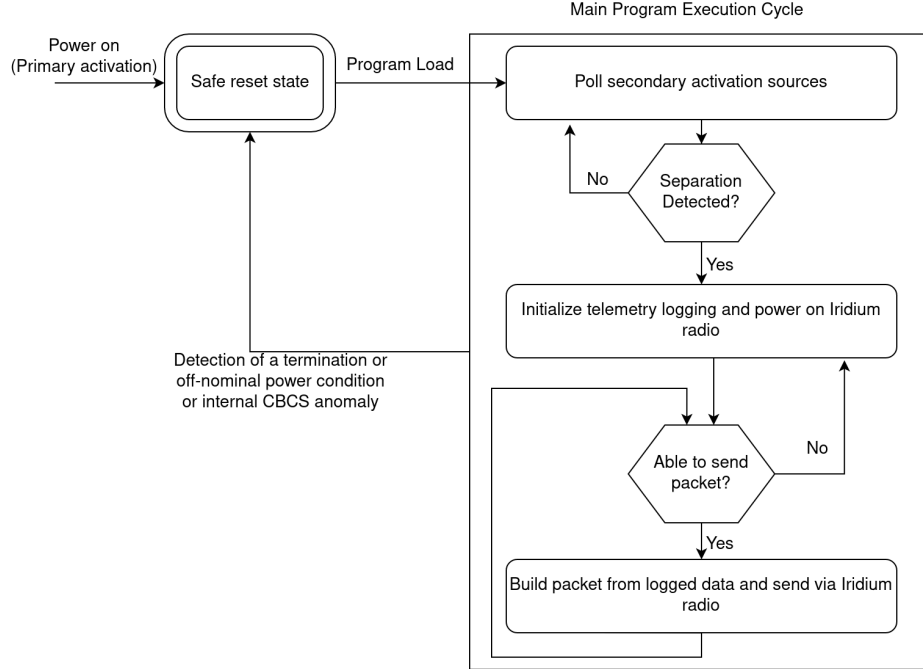 Main Program Execution Cycle
Power on
(Primary activation)
Safe reset state
Program Load
Poll secondary activation sources
No
Separation
Detected?
Yes
Initialize telemetry logging and power on Iridium
radio
Detection of a termination or
off-nominal power condition
or internal CBCS anomaly
Able to send
packet?
No
Yes
Build packet from logged data and send via Iridium
radio